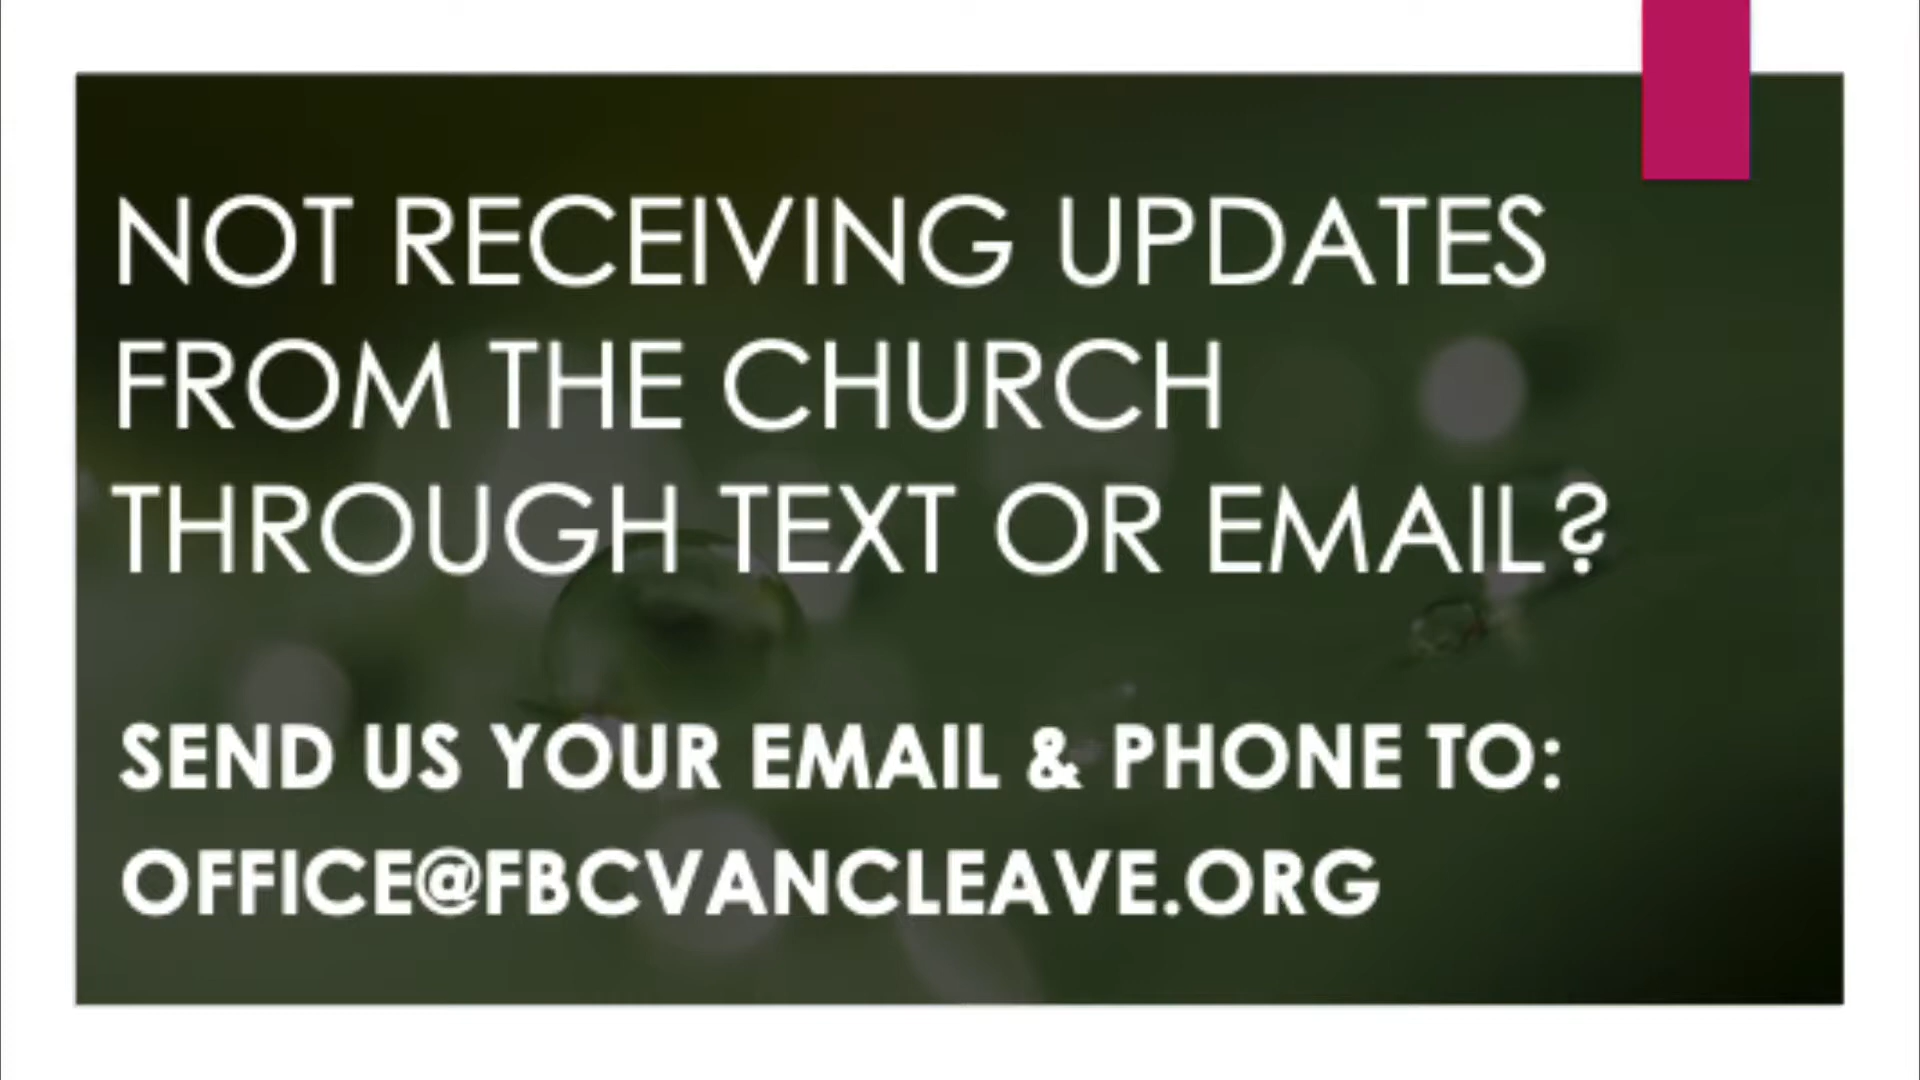 NOT RECEIVING UPDATES
FROM THE CHURCH
THROUGH TEXT OR EMAIL?
SEND US YOUR EMAIL & PHONE TO:
OFFICE@FBCVANCLEAVE.ORG